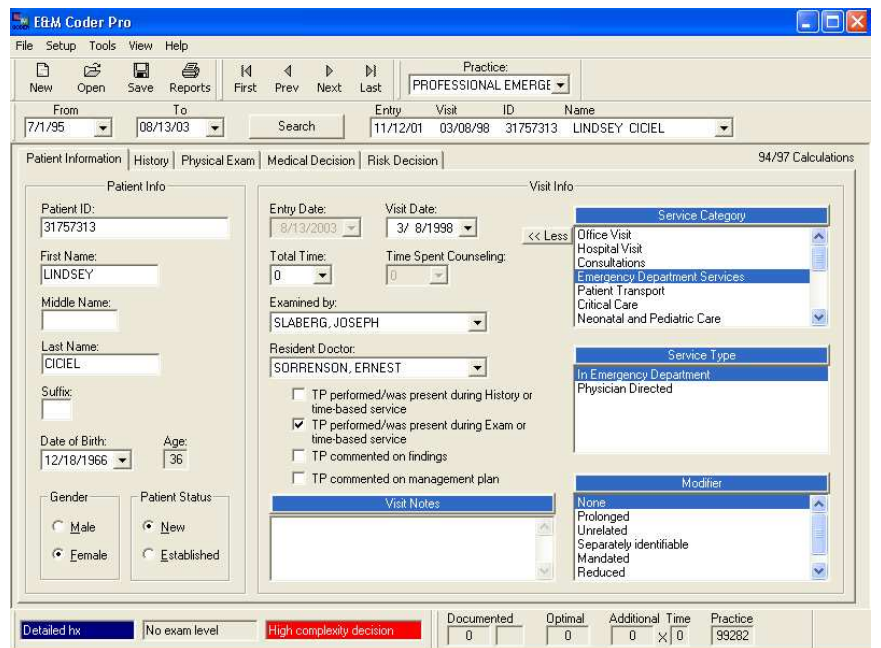 E&M Coder Pro
File Setup Tools View Help
New Open Save Reports First Prev Next Last
Practice:
PROFESSIONAL EMERGE
From To
7/1/95 08/13/03 Search
Entry Visit ID Name
11/12/01 03/08/98 31757313 LINDSEY CICIEL
Patient Information History Physical Exam Medical Decision Risk Decision 94/97 Calculations
Patient Info
Patient ID:
31757313
First Name:
LINDSEY
Middle Name:
Last Name:
CICIEL
Suffix:
Date of Birth: Age:
12/18/1966 36
Gender
Male
Female
Patient Status
New
Established
Visit Info
Entry Date: Visit Date:
8/13/2003 3/ 8/1998
<< Less
Total Time: Time Spent Counseling:
0 0
Examined by:
SLABERG, JOSEPH
Resident Doctor:
SORRENSON, ERNEST
TP performed/was present during History or
time-based service
TP performed/was present during Exam or
time-based service
TP commented on findings
TP commented on management plan
Visit Notes
Service Category
Office Visit
Hospital Visit
Consultations
Emergency Department Services
Patient Transport
Critical Care
Neonatal and Pediatric Care
Service Type
In Emergency Department
Physician Directed
Modifier
None
Prolonged
Unrelated
Separately identifiable
Mandated
Reduced
Detailed hx No exam level High complexity decision
Documented Optimal Additional Time Practice
0 0 0 X 0 99282